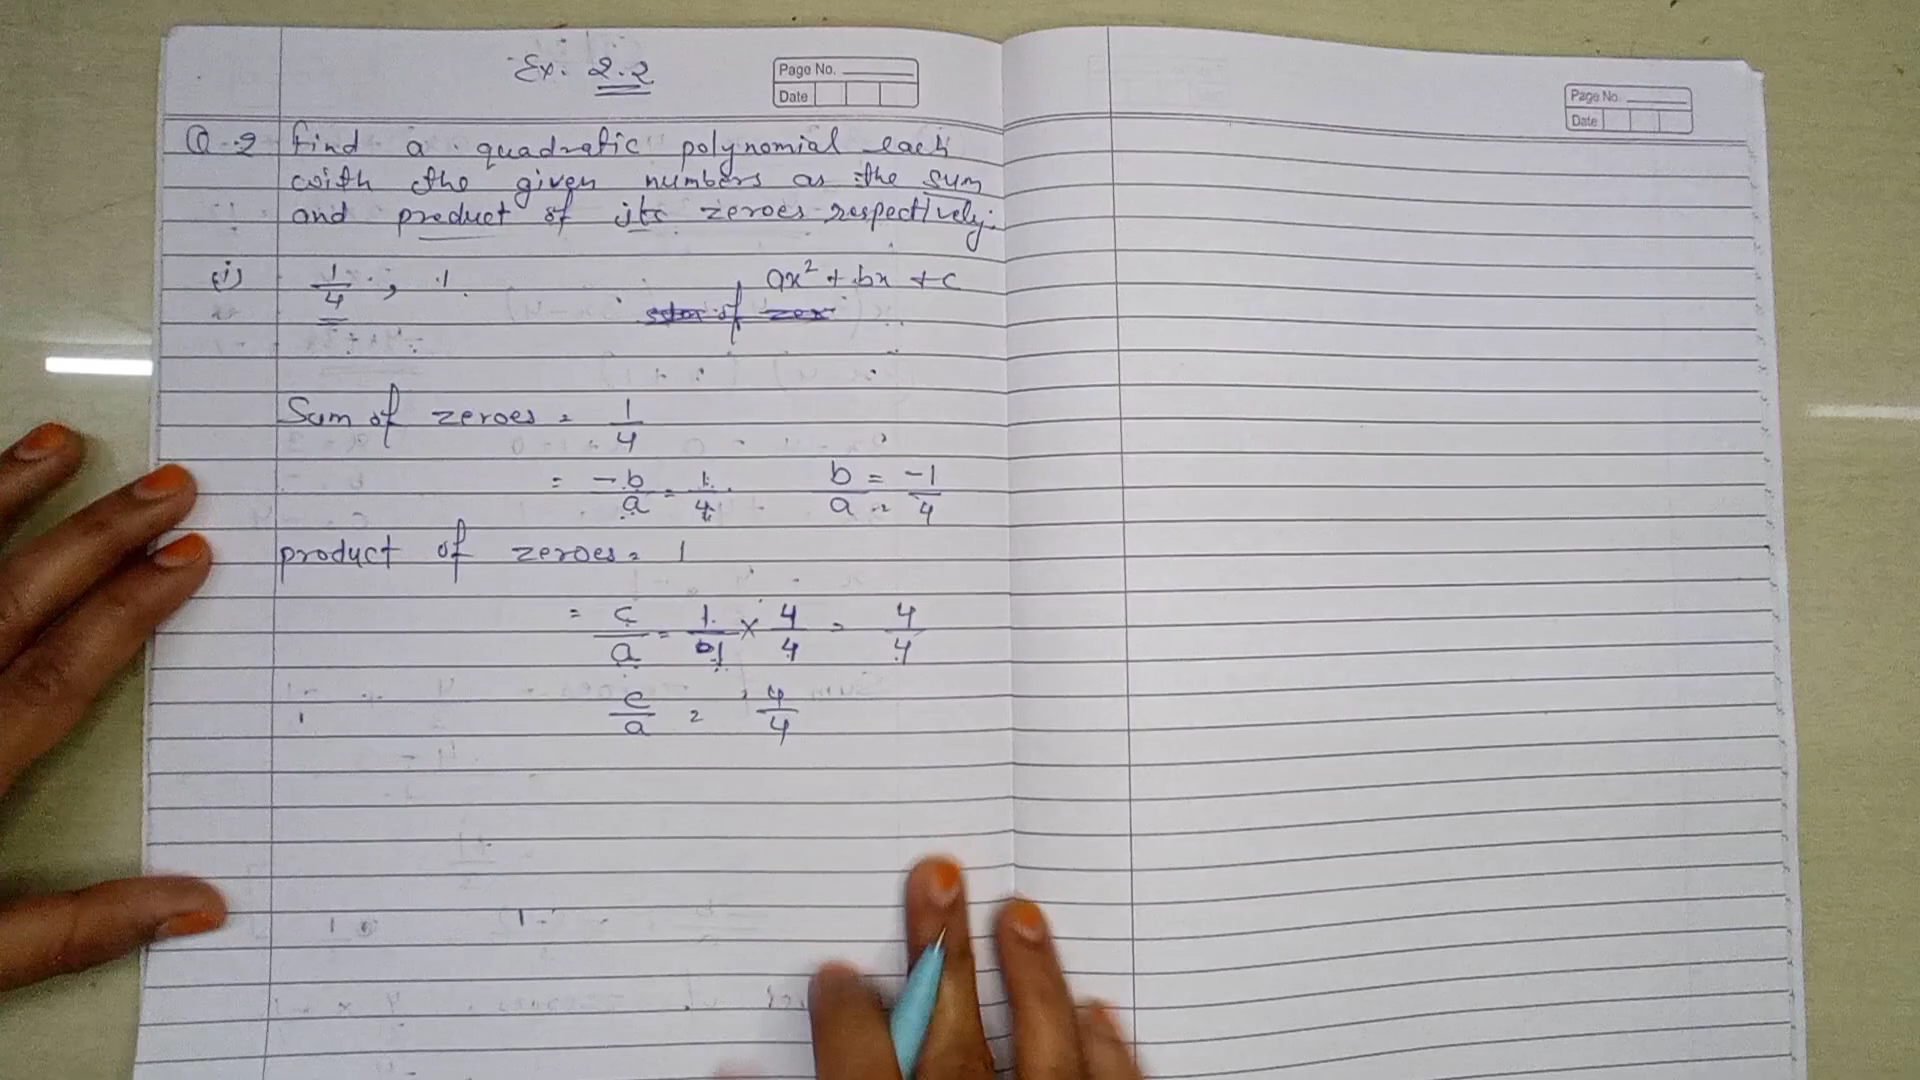 Ex. 2.2
Page No.
Date
Page No.
Date
Q-2 find a quadratic polynomial each
with the given numbers as the sum
and product of its zeroes respectively.
(i) 1/4, 1 ax² + bx + c
Sum of zeroes = 1/4
= -b/a = 1/4 b/a = -1/4
product of zeroes = 1
= c/a = 1/1 × 4/4 = 4/4
c/a = 4/4